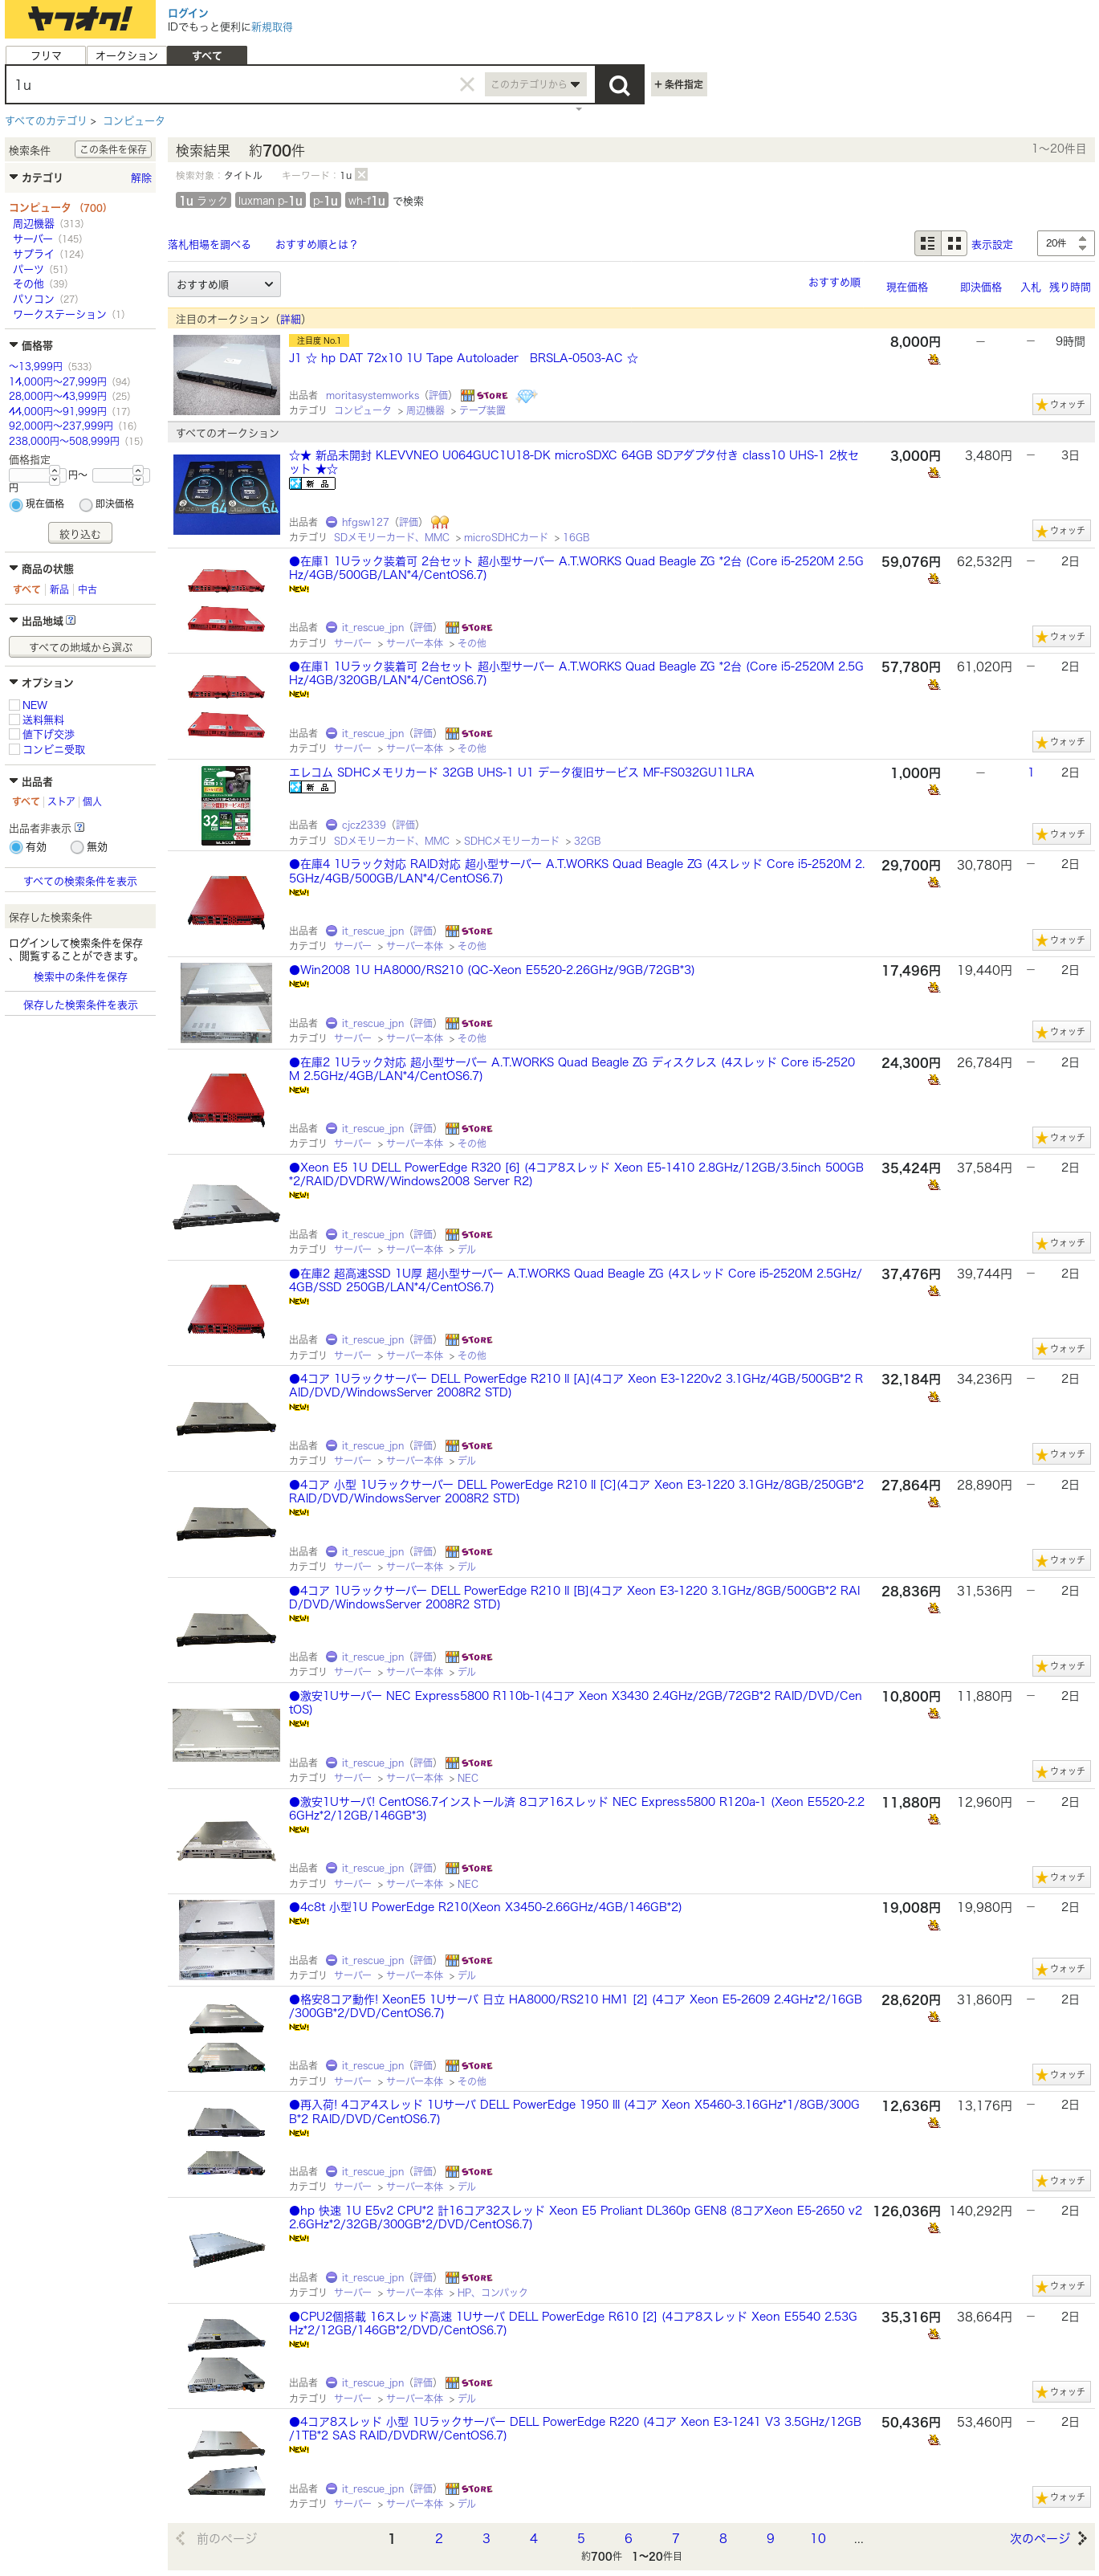 ヤフオク!
ログイン
IDでもっと便利に新規取得
フリマ
オークション
すべて
1u
このカテゴリから
+ 条件指定
すべてのカテゴリ > コンピュータ
検索条件
この条件を保存
カテゴリ
解除
コンピュータ (700)
周辺機器 (313)
サーバー (145)
サプライ (124)
パーツ (51)
その他 (39)
パソコン (27)
ワークステーション (1)
価格帯
〜13,999円 (533)
14,000円〜27,999円 (94)
28,000円〜43,999円 (25)
44,000円〜91,999円 (17)
92,000円〜237,999円 (16)
238,000円〜508,999円 (15)
価格指定
円〜
円
現在価格 即決価格
絞り込む
商品の状態
すべて 新品 中古
出品地域
すべての地域から選ぶ
オプション
NEW
送料無料
値下げ交渉
コンビニ受取
出品者
すべて ストア 個人
出品者非表示
有効 無効
すべての検索条件を表示
保存した検索条件
ログインして検索条件を保存
、閲覧することができます。
検索中の条件を保存
保存した検索条件を表示
検索結果 約700件
1〜20件目
検索対象：タイトル キーワード：1u
1u ラック luxman p-1u p-1u wh-f1u で検索
落札相場を調べる おすすめ順とは？
表示設定
20件
おすすめ順
おすすめ順 現在価格 即決価格 入札 残り時間
注目のオークション（詳細）
注目度 No.1
J1 ☆ hp DAT 72x10 1U Tape Autoloader BRSLA-0503-AC ☆
8,000円 － － 9時間
出品者 moritasystemworks（評価） STORE
カテゴリ コンピュータ > 周辺機器 > テープ装置
ウォッチ
すべてのオークション
☆★ 新品未開封 KLEVVNEO U064GUC1U18-DK microSDXC 64GB SDアダプタ付き class10 UHS-1 2枚セ
ット ★☆
3,000円 3,480円 － 3日
新品
出品者 hfgsw127（評価）
カテゴリ SDメモリーカード、MMC > microSDHCカード > 16GB
ウォッチ
●在庫1 1Uラック装着可 2台セット 超小型サーバー A.T.WORKS Quad Beagle ZG *2台 (Core i5-2520M 2.5G
Hz/4GB/500GB/LAN*4/CentOS6.7)
59,076円 62,532円 － 2日
NEW!
出品者 it_rescue_jpn（評価） STORE
カテゴリ サーバー > サーバー本体 > その他
ウォッチ
●在庫1 1Uラック装着可 2台セット 超小型サーバー A.T.WORKS Quad Beagle ZG *2台 (Core i5-2520M 2.5G
Hz/4GB/320GB/LAN*4/CentOS6.7)
57,780円 61,020円 － 2日
NEW!
出品者 it_rescue_jpn（評価） STORE
カテゴリ サーバー > サーバー本体 > その他
ウォッチ
エレコム SDHCメモリカード 32GB UHS-1 U1 データ復旧サービス MF-FS032GU11LRA
1,000円 － 1 2日
新品
出品者 cjcz2339（評価）
カテゴリ SDメモリーカード、MMC > SDHCメモリーカード > 32GB
ウォッチ
●在庫4 1Uラック対応 RAID対応 超小型サーバー A.T.WORKS Quad Beagle ZG (4スレッド Core i5-2520M 2.
5GHz/4GB/500GB/LAN*4/CentOS6.7)
29,700円 30,780円 － 2日
NEW!
出品者 it_rescue_jpn（評価） STORE
カテゴリ サーバー > サーバー本体 > その他
ウォッチ
●Win2008 1U HA8000/RS210 (QC-Xeon E5520-2.26GHz/9GB/72GB*3)
17,496円 19,440円 － 2日
NEW!
出品者 it_rescue_jpn（評価） STORE
カテゴリ サーバー > サーバー本体 > その他
ウォッチ
●在庫2 1Uラック対応 超小型サーバー A.T.WORKS Quad Beagle ZG ディスクレス (4スレッド Core i5-2520
M 2.5GHz/4GB/LAN*4/CentOS6.7)
24,300円 26,784円 － 2日
NEW!
出品者 it_rescue_jpn（評価） STORE
カテゴリ サーバー > サーバー本体 > その他
ウォッチ
●Xeon E5 1U DELL PowerEdge R320 [6] (4コア8スレッド Xeon E5-1410 2.8GHz/12GB/3.5inch 500GB
*2/RAID/DVDRW/Windows2008 Server R2)
35,424円 37,584円 － 2日
NEW!
出品者 it_rescue_jpn（評価） STORE
カテゴリ サーバー > サーバー本体 > デル
ウォッチ
●在庫2 超高速SSD 1U厚 超小型サーバー A.T.WORKS Quad Beagle ZG (4スレッド Core i5-2520M 2.5GHz/
4GB/SSD 250GB/LAN*4/CentOS6.7)
37,476円 39,744円 － 2日
NEW!
出品者 it_rescue_jpn（評価） STORE
カテゴリ サーバー > サーバー本体 > その他
ウォッチ
●4コア 1Uラックサーバー DELL PowerEdge R210 II [A](4コア Xeon E3-1220v2 3.1GHz/4GB/500GB*2 R
AID/DVD/WindowsServer 2008R2 STD)
32,184円 34,236円 － 2日
NEW!
出品者 it_rescue_jpn（評価） STORE
カテゴリ サーバー > サーバー本体 > デル
ウォッチ
●4コア 小型 1Uラックサーバー DELL PowerEdge R210 II [C](4コア Xeon E3-1220 3.1GHz/8GB/250GB*2
RAID/DVD/WindowsServer 2008R2 STD)
27,864円 28,890円 － 2日
NEW!
出品者 it_rescue_jpn（評価） STORE
カテゴリ サーバー > サーバー本体 > デル
ウォッチ
●4コア 1Uラックサーバー DELL PowerEdge R210 II [B](4コア Xeon E3-1220 3.1GHz/8GB/500GB*2 RAI
D/DVD/WindowsServer 2008R2 STD)
28,836円 31,536円 － 2日
NEW!
出品者 it_rescue_jpn（評価） STORE
カテゴリ サーバー > サーバー本体 > デル
ウォッチ
●激安1Uサーバー NEC Express5800 R110b-1(4コア Xeon X3430 2.4GHz/2GB/72GB*2 RAID/DVD/Cen
tOS)
10,800円 11,880円 － 2日
NEW!
出品者 it_rescue_jpn（評価） STORE
カテゴリ サーバー > サーバー本体 > NEC
ウォッチ
●激安1Uサーバ! CentOS6.7インストール済 8コア16スレッド NEC Express5800 R120a-1 (Xeon E5520-2.2
6GHz*2/12GB/146GB*3)
11,880円 12,960円 － 2日
NEW!
出品者 it_rescue_jpn（評価） STORE
カテゴリ サーバー > サーバー本体 > NEC
ウォッチ
●4c8t 小型1U PowerEdge R210(Xeon X3450-2.66GHz/4GB/146GB*2)
19,008円 19,980円 － 2日
NEW!
出品者 it_rescue_jpn（評価） STORE
カテゴリ サーバー > サーバー本体 > デル
ウォッチ
●格安8コア動作! XeonE5 1Uサーバ 日立 HA8000/RS210 HM1 [2] (4コア Xeon E5-2609 2.4GHz*2/16GB
/300GB*2/DVD/CentOS6.7)
28,620円 31,860円 － 2日
NEW!
出品者 it_rescue_jpn（評価） STORE
カテゴリ サーバー > サーバー本体 > その他
ウォッチ
●再入荷! 4コア4スレッド 1Uサーバ DELL PowerEdge 1950 III (4コア Xeon X5460-3.16GHz*1/8GB/300G
B*2 RAID/DVD/CentOS6.7)
12,636円 13,176円 － 2日
NEW!
出品者 it_rescue_jpn（評価） STORE
カテゴリ サーバー > サーバー本体 > デル
ウォッチ
●hp 快速 1U E5v2 CPU*2 計16コア32スレッド Xeon E5 Proliant DL360p GEN8 (8コアXeon E5-2650 v2
2.6GHz*2/32GB/300GB*2/DVD/CentOS6.7)
126,036円 140,292円 － 2日
NEW!
出品者 it_rescue_jpn（評価） STORE
カテゴリ サーバー > サーバー本体 > HP、コンパック
ウォッチ
●CPU2個搭載 16スレッド高速 1Uサーバ DELL PowerEdge R610 [2] (4コア8スレッド Xeon E5540 2.53G
Hz*2/12GB/146GB*2/DVD/CentOS6.7)
35,316円 38,664円 － 2日
NEW!
出品者 it_rescue_jpn（評価） STORE
カテゴリ サーバー > サーバー本体 > デル
ウォッチ
●4コア8スレッド 小型 1Uラックサーバー DELL PowerEdge R220 (4コア Xeon E3-1241 V3 3.5GHz/12GB
/1TB*2 SAS RAID/DVDRW/CentOS6.7)
50,436円 53,460円 － 2日
NEW!
出品者 it_rescue_jpn（評価） STORE
カテゴリ サーバー > サーバー本体 > デル
ウォッチ
前のページ 1 2 3 4 5 6 7 8 9 10 ... 次のページ
約700件 1〜20件目